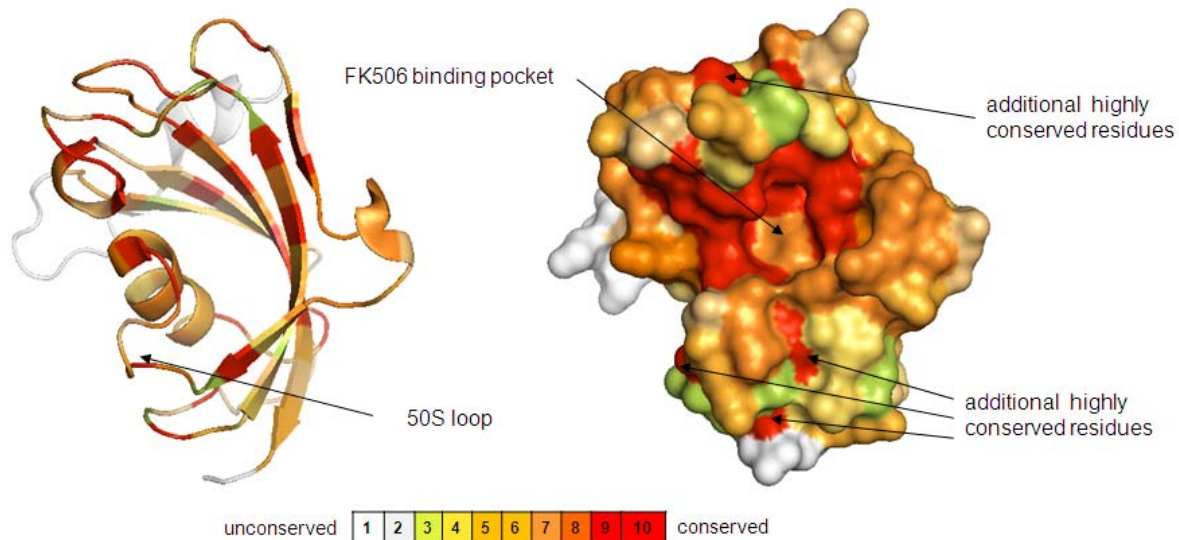 FK506 binding pocket
additional highly
conserved residues
50S loop
additional highly
conserved residues
unconserved 1 2 3 4 5 6 7 8 9 10 conserved